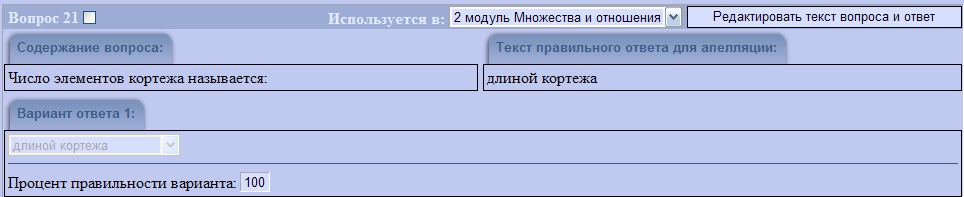 Вопрос 21 Используется в: 2 модуль Множества и отношения Редактировать текст вопроса и ответ
Содержание вопроса: Текст правильного ответа для апелляции:
Число элементов кортежа называется: длиной кортежа
Вариант ответа 1:
длиной кортежа
Процент правильности варианта: 100